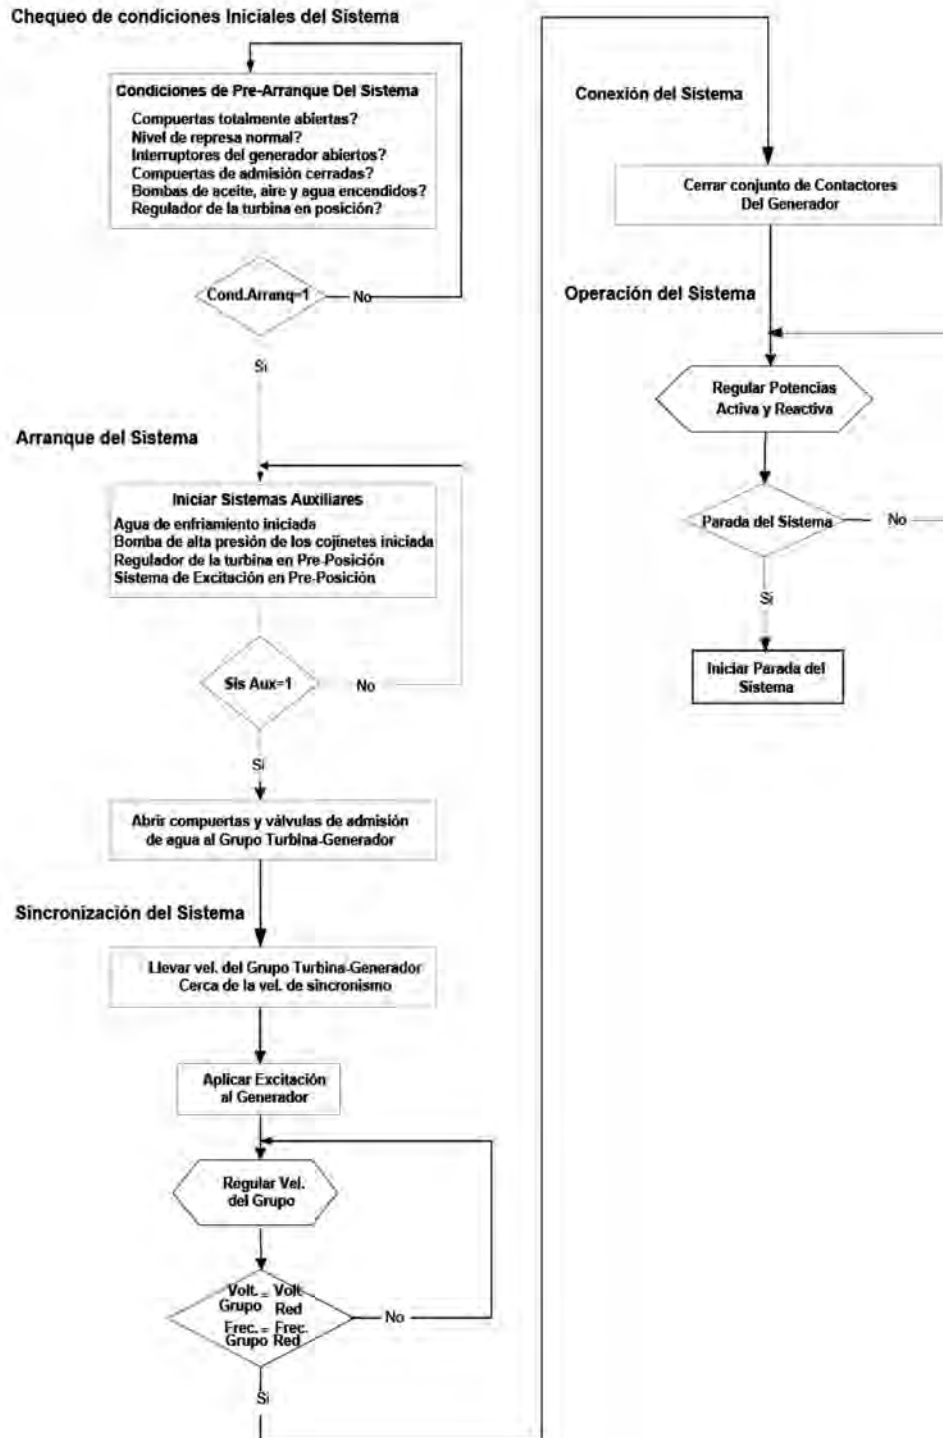 Chequeo de condiciones Iniciales del Sistema
Condiciones de Pre-Arranque Del Sistema
Compuertas totalmente abiertas?
Nivel de represa normal?
Interruptores del generador abiertos?
Compuertas de admisión cerradas?
Bombas de aceite, aire y agua encendidos?
Regulador de la turbina en posición?
Cond.Arranq=1
No
Si
Arranque del Sistema
Iniciar Sistemas Auxiliares
Agua de enfriamiento iniciada
Bomba de alta presión de los cojinetes iniciada
Regulador de la turbina en Pre-Posición
Sistema de Excitación en Pre-Posición
Sis Aux=1
No
Si
Abrir compuertas y válvulas de admisión
de agua al Grupo Turbina-Generador
Sincronización del Sistema
Llevar vel. del Grupo Turbina-Generador
Cerca de la vel. de sincronismo
Aplicar Excitación
al Generador
Regular Vel.
del Grupo
Volt. = Volt
Grupo Red
Frec. = Frec.
Grupo Red
No
Si
Conexión del Sistema
Cerrar conjunto de Contactores
Del Generador
Operación del Sistema
Regular Potencias
Activa y Reactiva
Parada del Sistema
No
Si
Iniciar Parada del
Sistema